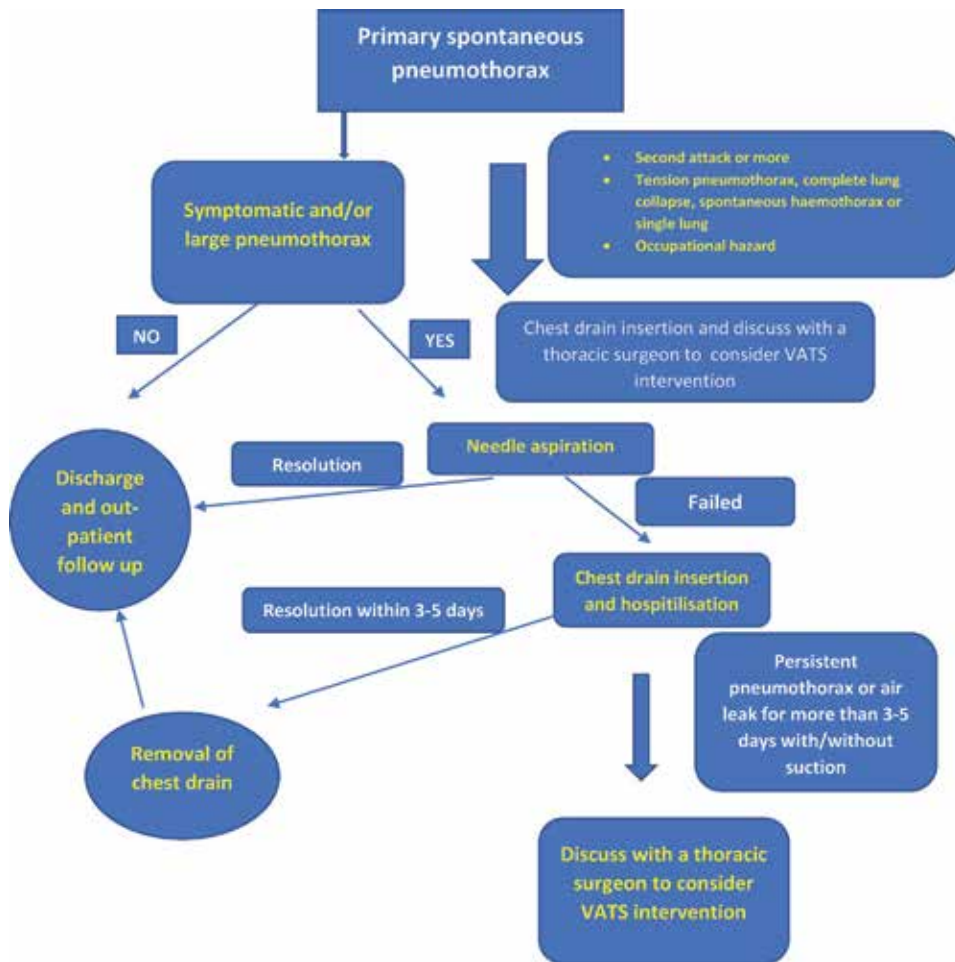 Primary spontaneous
pneumothorax
Symptomatic and/or
large pneumothorax
• Second attack or more
• Tension pneumothorax, complete lung
collapse, spontaneous haemothorax or
single lung
• Occupational hazard
NO
YES
Chest drain insertion and discuss with a
thoracic surgeon to consider VATS
intervention
Needle aspiration
Resolution
Failed
Discharge
and out-
patient
follow up
Chest drain insertion
and hospitilisation
Resolution within 3-5 days
Persistent
pneumothorax or air
leak for more than 3-5
days with/without
suction
Removal of
chest drain
Discuss with a thoracic
surgeon to consider
VATS intervention